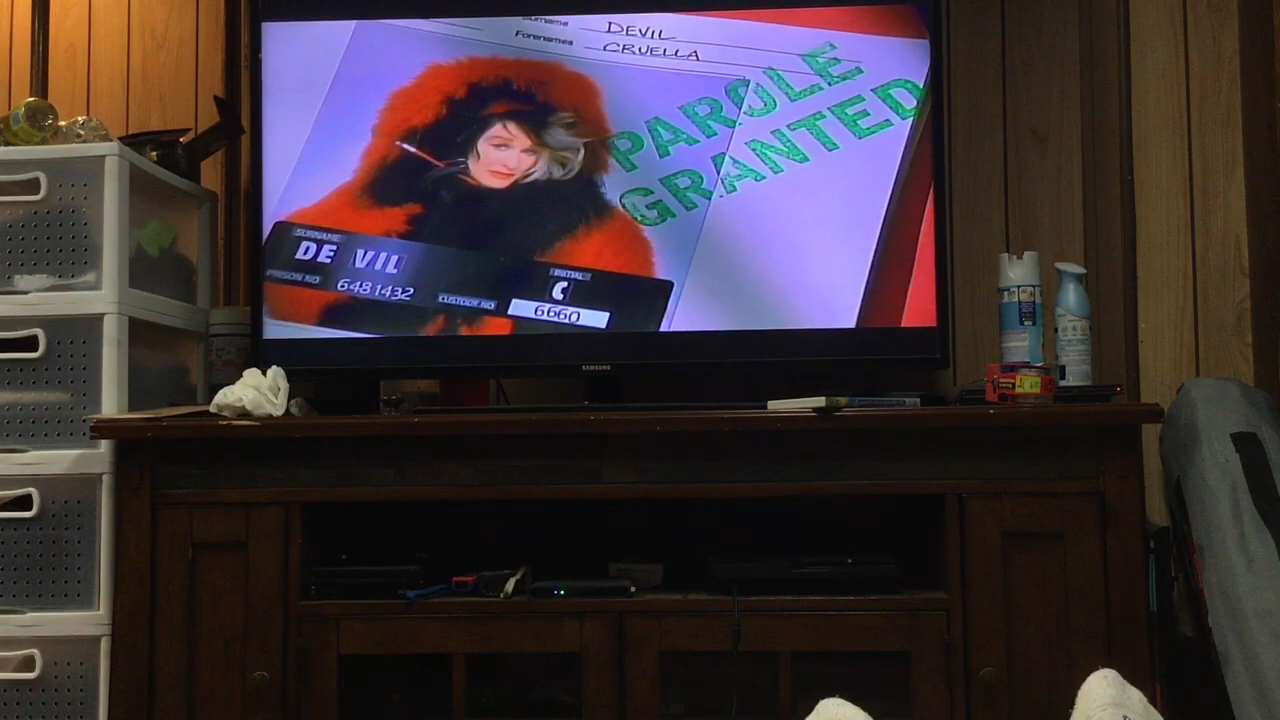 Surname DEVIL
Forenames CRUELLA
PAROLE
GRANTED
SURNAME
DE VIL
INITIAL
C
PRISON NO 6481432
CUSTODY NO 6660
SAMSUNG